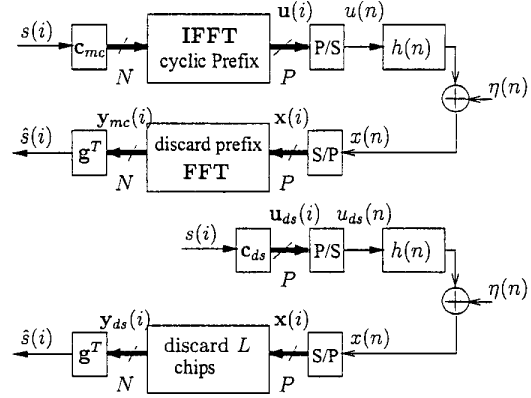 s(i) c_mc N IFFT cyclic Prefix u(i) P P/S u(n) h(n)
η(n)
ŝ(i) g^T y_mc(i) N discard prefix FFT x(i) P S/P x(n)
s(i) c_ds u_ds(i) P P/S u_ds(n) h(n)
η(n)
ŝ(i) g^T y_ds(i) N discard L chips x(i) P S/P x(n)